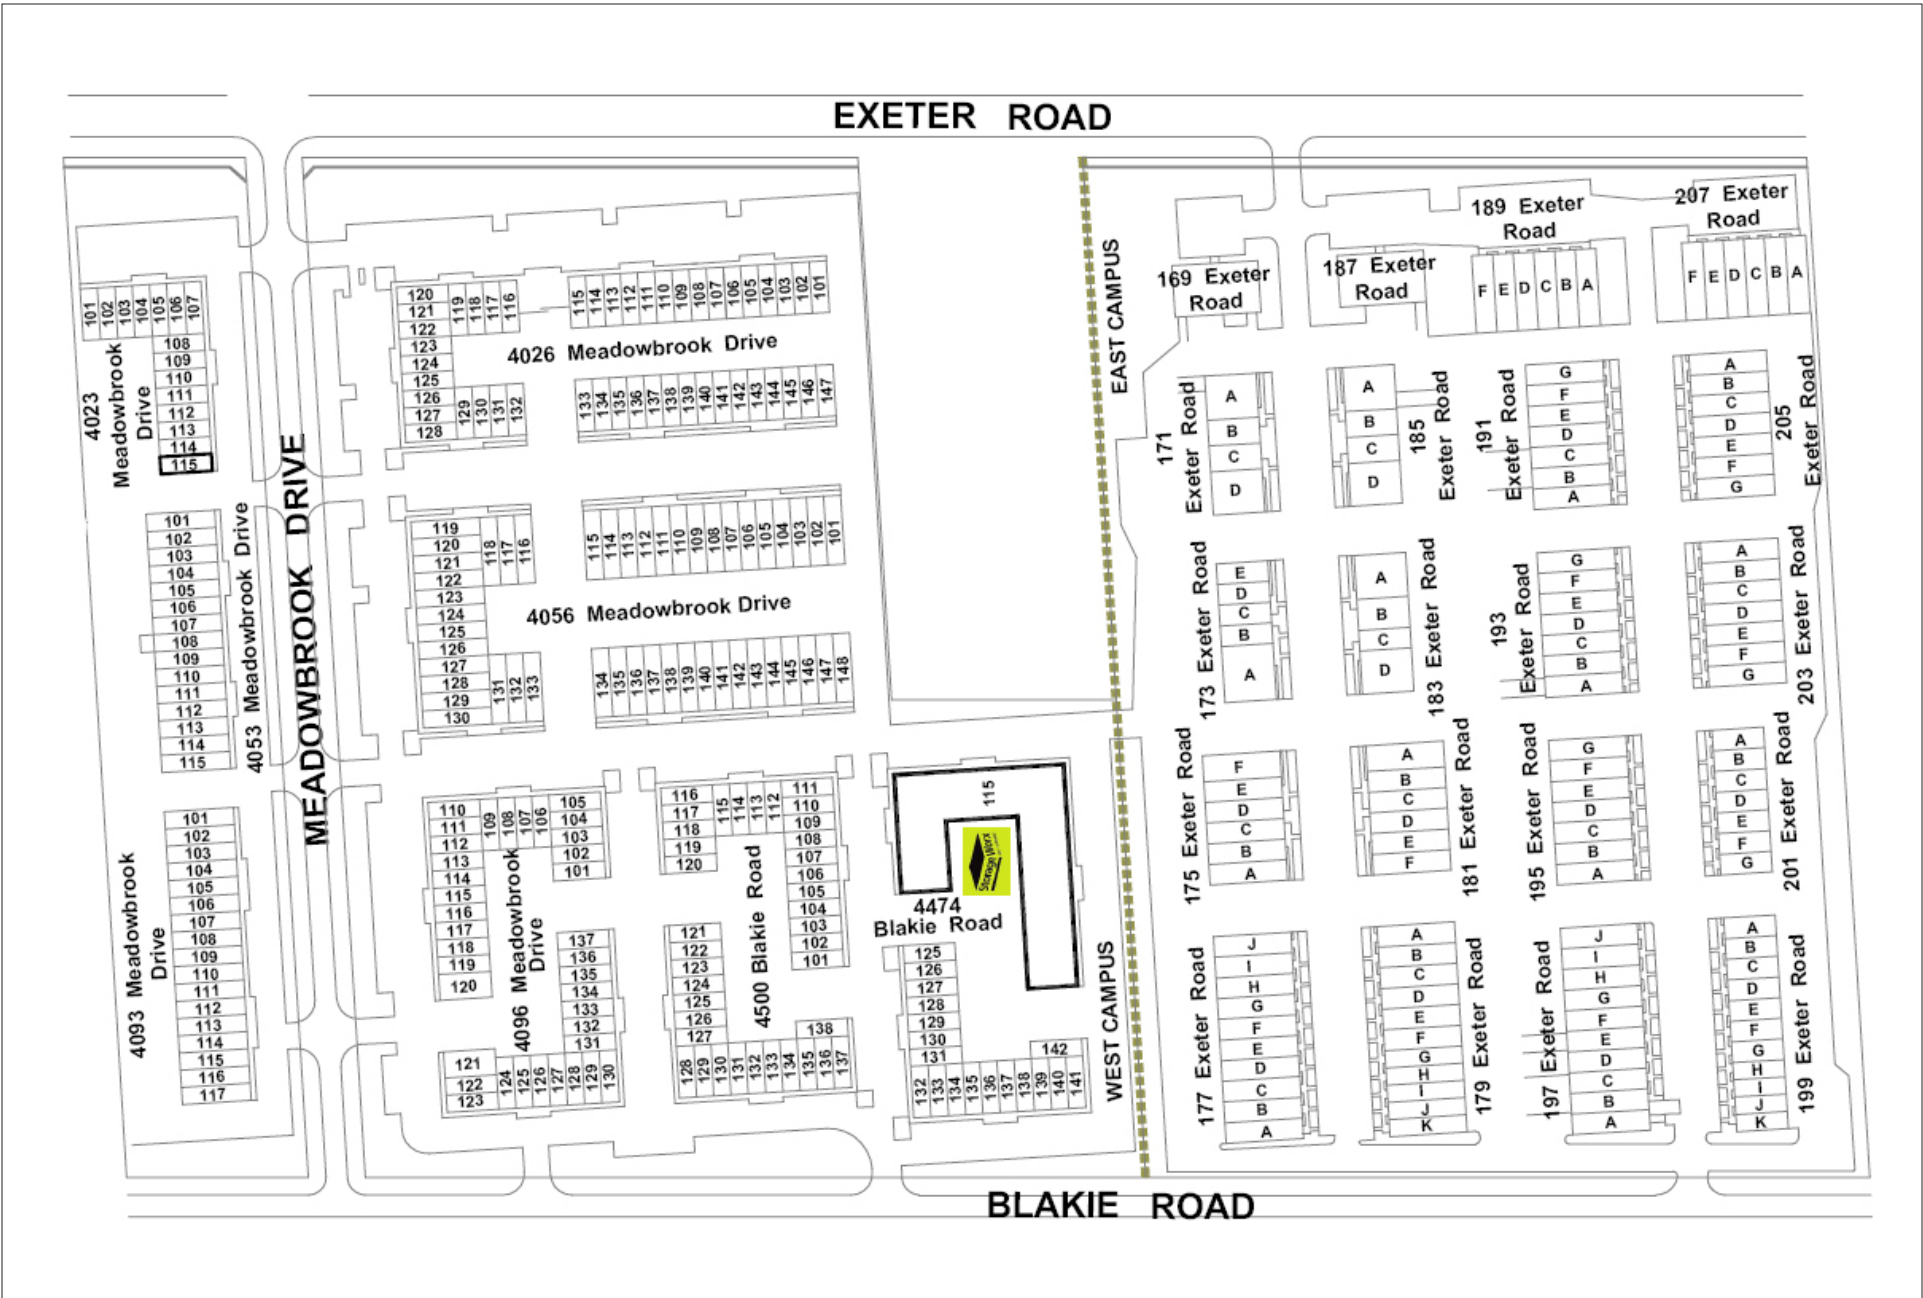 EXETER ROAD
4023
Meadowbrook
Drive
101
102
103
104
105
106
107
108
109
110
111
112
113
114
115
4053 Meadowbrook Drive
101
102
103
104
105
106
107
108
109
110
111
112
113
114
115
4093 Meadowbrook
Drive
101
102
103
104
105
106
107
108
109
110
111
112
113
114
115
116
117
MEADOWBROOK DRIVE
120
121
122
123
124
125
126
127
128
119
118
117
116
115
114
113
112
111
110
109
108
107
106
105
104
103
102
101
4026 Meadowbrook Drive
129
130
131
132
133
134
135
136
137
138
139
140
141
142
143
144
145
146
147
119
120
121
122
123
124
125
126
127
128
129
130
118
117
116
115
114
113
112
111
110
109
108
107
106
105
104
103
102
101
4056 Meadowbrook Drive
131
132
133
134
135
136
137
138
139
140
141
142
143
144
145
146
147
148
110
111
112
113
114
115
116
117
118
119
120
109
108
107
106
105
104
103
102
101
4096 Meadowbrook
Drive
137
136
135
134
133
132
131
121
122
123
124
125
126
127
128
129
130
116
117
118
119
120
115
114
113
112
111
110
109
108
107
106
105
104
103
102
101
4500 Blakie Road
121
122
123
124
125
126
127
128
129
130
131
132
133
134
135
136
137
138
115
Storage Worx
4474
Blakie Road
125
126
127
128
129
130
131
132
133
134
135
136
137
138
139
140
141
142
EAST CAMPUS
WEST CAMPUS
169 Exeter
Road
187 Exeter
Road
189 Exeter
Road
F E D C B A
207 Exeter
Road
F E D C B A
171
Exeter Road
A
B
C
D
185
Exeter Road
A
B
C
D
191
Exeter Road
G
F
E
D
C
B
A
205
Exeter Road
A
B
C
D
E
F
G
173 Exeter Road
E
D
C
B
A
183 Exeter Road
A
B
C
D
193
Exeter Road
G
F
E
D
C
B
A
203 Exeter Road
A
B
C
D
E
F
G
175 Exeter Road
F
E
D
C
B
A
181 Exeter Road
A
B
C
D
E
F
195 Exeter Road
G
F
E
D
C
B
A
201 Exeter Road
A
B
C
D
E
F
G
177 Exeter Road
J
I
H
G
F
E
D
C
B
A
179 Exeter Road
A
B
C
D
E
F
G
H
I
J
K
197 Exeter Road
J
I
H
G
F
E
D
C
B
A
199 Exeter Road
A
B
C
D
E
F
G
H
I
J
K
BLAKIE ROAD